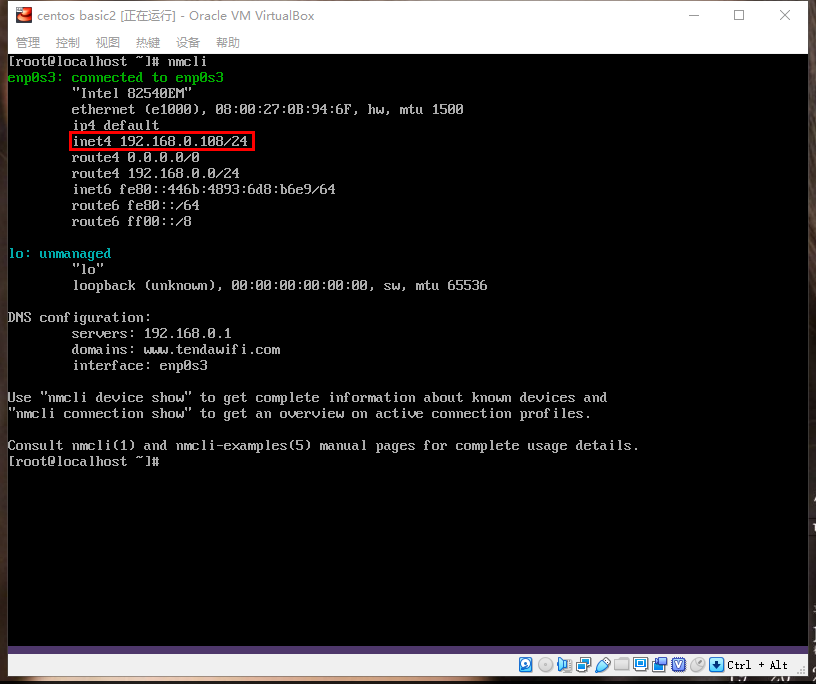 centos basic2 [正在运行] - Oracle VM VirtualBox
管理 控制 视图 热键 设备 帮助
[root@localhost ~]# nmcli
enp0s3: connected to enp0s3
"Intel 82540EM"
ethernet (e1000), 08:00:27:0B:94:6F, hw, mtu 1500
ip4 default
inet4 192.168.0.108/24
route4 0.0.0.0/0
route4 192.168.0.0/24
inet6 fe80::446b:4893:6d8:b6e9/64
route6 fe80::/64
route6 ff00::/8
lo: unmanaged
"lo"
loopback (unknown), 00:00:00:00:00:00, sw, mtu 65536
DNS configuration:
servers: 192.168.0.1
domains: www.tendawifi.com
interface: enp0s3
Use "nmcli device show" to get complete information about known devices and
"nmcli connection show" to get an overview on active connection profiles.
Consult nmcli(1) and nmcli-examples(5) manual pages for complete usage details.
[root@localhost ~]#
Ctrl + Alt